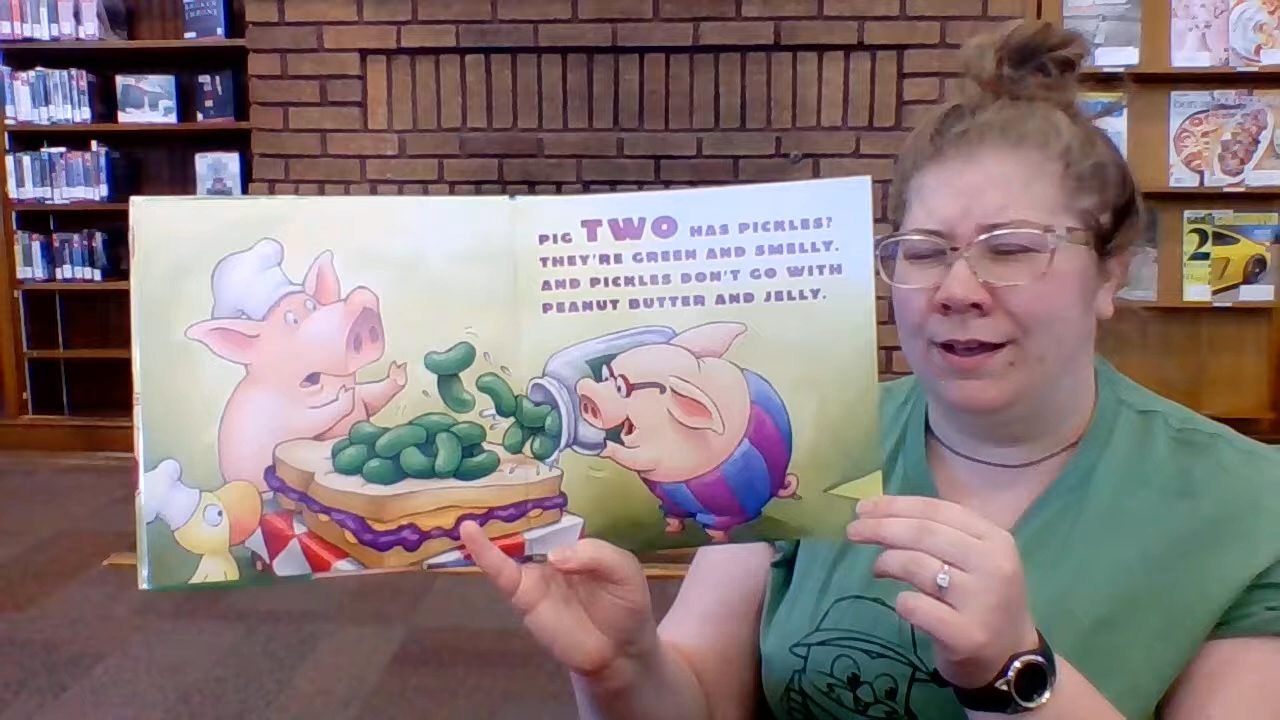 PIG TWO HAS PICKLES?
THEY'RE GREEN AND SMELLY.
AND PICKLES DON'T GO WITH
PEANUT BUTTER AND JELLY.